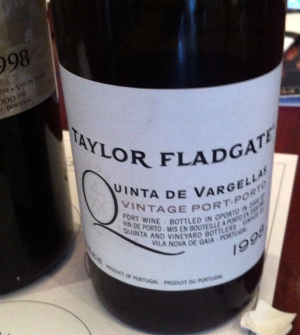 998
TAYLOR FLADGATE
QUINTA DE VARGELLAS
VINTAGE PORT-PORTO
PORT WINE - BOTTLED IN OPORTO IN
VIN DE PORTO - MIS EN BOUTEILLE A PORTO EN
QUINTA AND VINEYARD BOTTLERS
VILA NOVA DE GAIA - PORTUGAL
1996
PRODUCT OF PORTUGAL - PRODUIT DU PORTUGAL